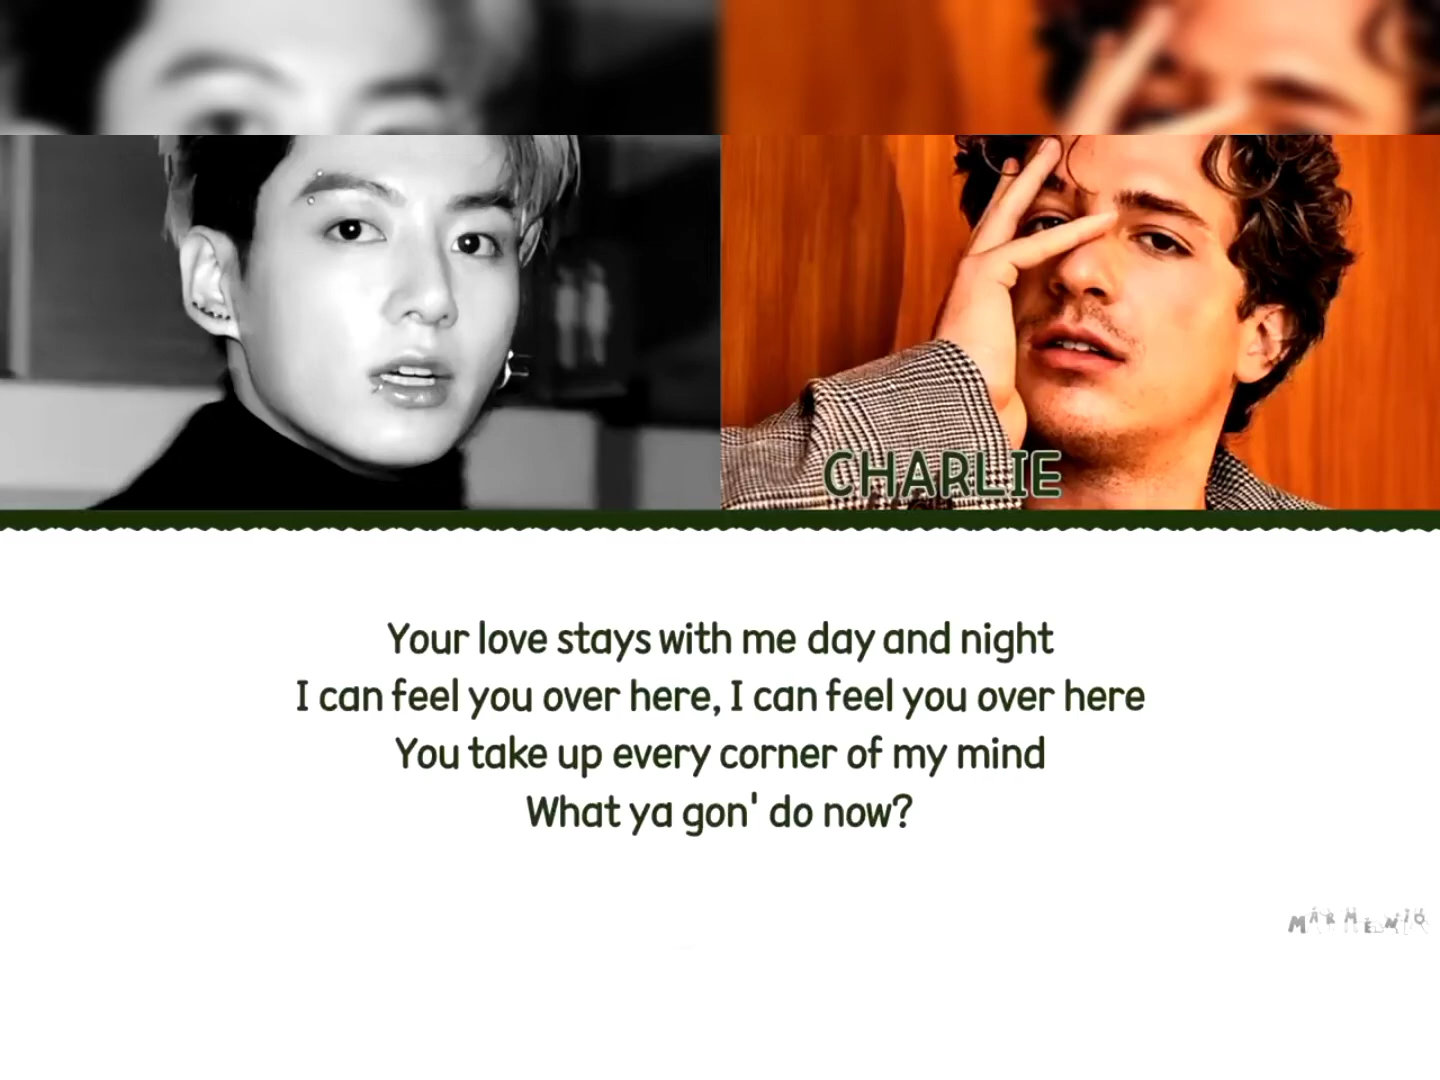 CHARLIE
Your love stays with me day and night
I can feel you over here, I can feel you over here
You take up every corner of my mind
What ya gon' do now?